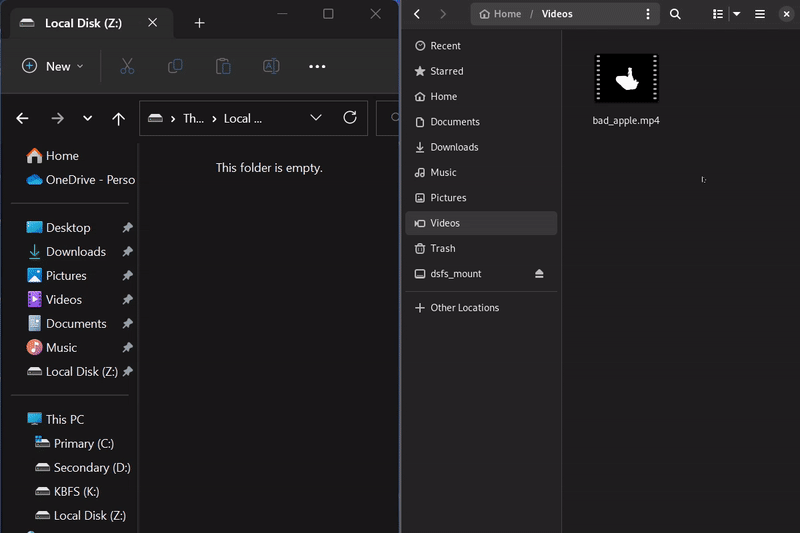 Local Disk (Z:)
New
Th... Local ...
Home
OneDrive - Perso
Desktop
Downloads
Pictures
Videos
Documents
Music
Local Disk (Z:)
This PC
Primary (C:)
Secondary (D:)
KBFS (K:)
Local Disk (Z:)
This folder is empty.
Home / Videos
Recent
Starred
Home
Documents
Downloads
Music
Pictures
Videos
Trash
dsfs_mount
Other Locations
bad_apple.mp4